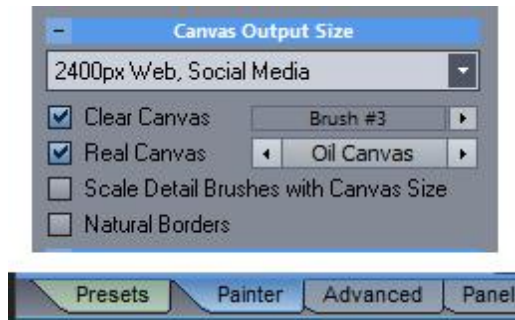 Canvas Output Size
2400px Web, Social Media
Clear Canvas Brush #3
Real Canvas Oil Canvas
Scale Detail Brushes with Canvas Size
Natural Borders
Presets Painter Advanced Panel